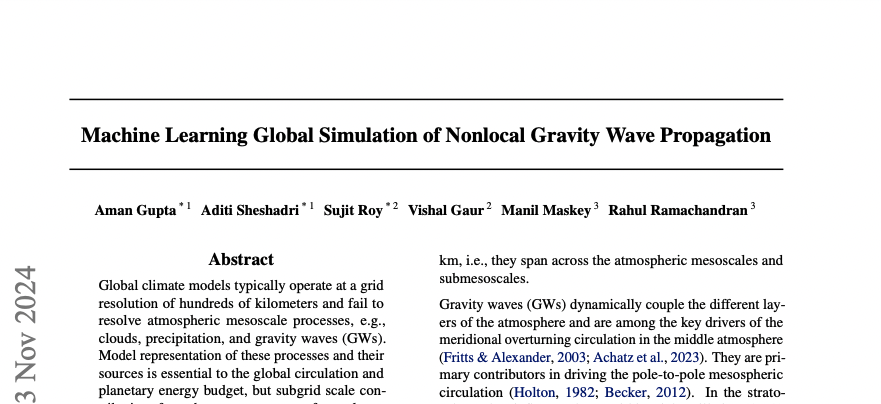 Machine Learning Global Simulation of Nonlocal Gravity Wave Propagation
Aman Gupta * 1 Aditi Sheshadri * 1 Sujit Roy * 2 Vishal Gaur 2 Manil Maskey 3 Rahul Ramachandran 3
3 Nov 2024
Abstract
Global climate models typically operate at a grid
resolution of hundreds of kilometers and fail to
resolve atmospheric mesoscale processes, e.g.,
clouds, precipitation, and gravity waves (GWs).
Model representation of these processes and their
sources is essential to the global circulation and
planetary energy budget, but subgrid scale con-
km, i.e., they span across the atmospheric mesoscales and
submesoscales.
Gravity waves (GWs) dynamically couple the different lay-
ers of the atmosphere and are among the key drivers of the
meridional overturning circulation in the middle atmosphere
(Fritts & Alexander, 2003; Achatz et al., 2023). They are pri-
mary contributors in driving the pole-to-pole mesospheric
circulation (Holton, 1982; Becker, 2012). In the strato-